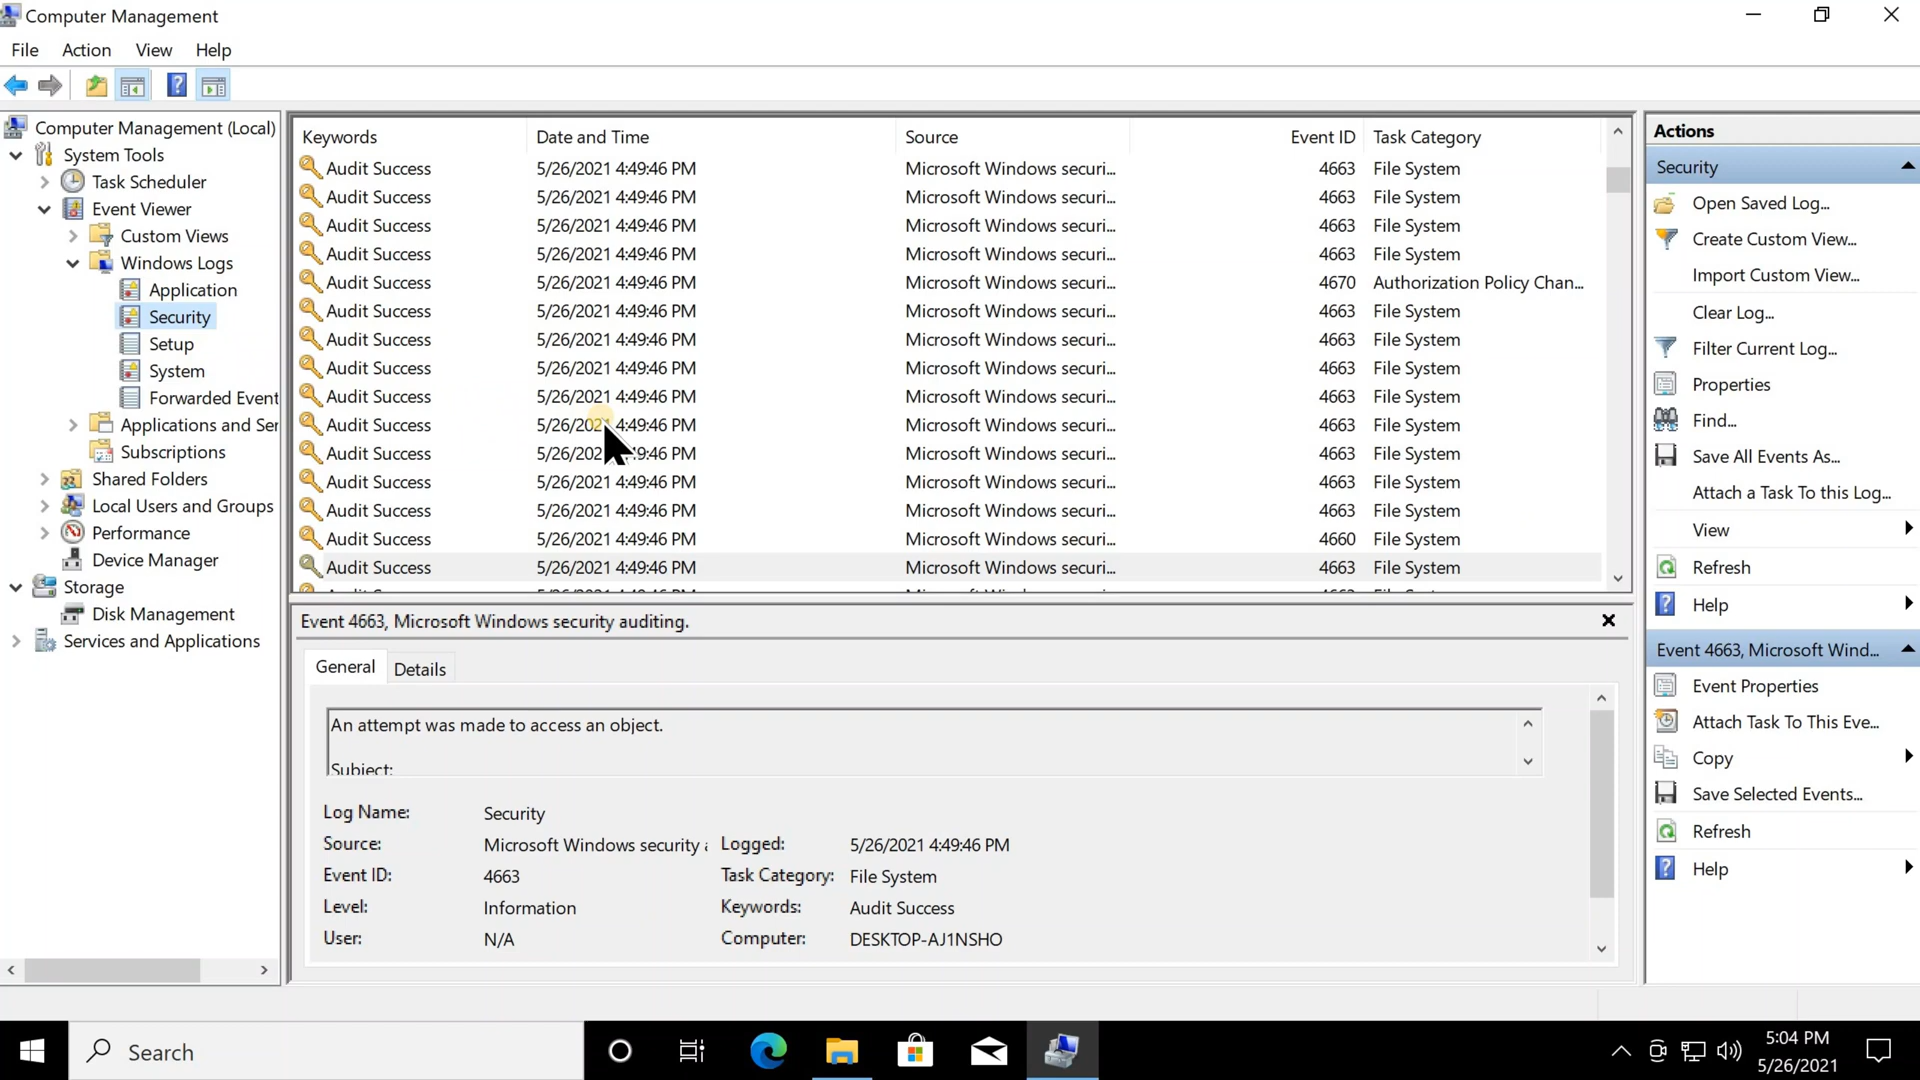 Computer Management
File Action View Help
Computer Management (Local)
System Tools
Task Scheduler
Event Viewer
Custom Views
Windows Logs
Application
Security
Setup
System
Forwarded Event
Applications and Ser
Subscriptions
Shared Folders
Local Users and Groups
Performance
Device Manager
Storage
Disk Management
Services and Applications
Keywords Date and Time Source Event ID Task Category
Audit Success 5/26/2021 4:49:46 PM Microsoft Windows securi... 4663 File System
Audit Success 5/26/2021 4:49:46 PM Microsoft Windows securi... 4663 File System
Audit Success 5/26/2021 4:49:46 PM Microsoft Windows securi... 4663 File System
Audit Success 5/26/2021 4:49:46 PM Microsoft Windows securi... 4663 File System
Audit Success 5/26/2021 4:49:46 PM Microsoft Windows securi... 4670 Authorization Policy Chan...
Audit Success 5/26/2021 4:49:46 PM Microsoft Windows securi... 4663 File System
Audit Success 5/26/2021 4:49:46 PM Microsoft Windows securi... 4663 File System
Audit Success 5/26/2021 4:49:46 PM Microsoft Windows securi... 4663 File System
Audit Success 5/26/2021 4:49:46 PM Microsoft Windows securi... 4663 File System
Audit Success 5/26/2021 4:49:46 PM Microsoft Windows securi... 4663 File System
Audit Success 5/26/202 :49:46 PM Microsoft Windows securi... 4663 File System
Audit Success 5/26/2021 4:49:46 PM Microsoft Windows securi... 4663 File System
Audit Success 5/26/2021 4:49:46 PM Microsoft Windows securi... 4663 File System
Audit Success 5/26/2021 4:49:46 PM Microsoft Windows securi... 4660 File System
Audit Success 5/26/2021 4:49:46 PM Microsoft Windows securi... 4663 File System
Event 4663, Microsoft Windows security auditing.
General Details
An attempt was made to access an object.
Subject:
Log Name: Security
Source: Microsoft Windows security Logged: 5/26/2021 4:49:46 PM
Event ID: 4663 Task Category: File System
Level: Information Keywords: Audit Success
User: N/A Computer: DESKTOP-AJ1NSHO
Actions
Security
Open Saved Log...
Create Custom View...
Import Custom View...
Clear Log...
Filter Current Log...
Properties
Find...
Save All Events As...
Attach a Task To this Log...
View
Refresh
Help
Event 4663, Microsoft Wind...
Event Properties
Attach Task To This Eve...
Copy
Save Selected Events...
Refresh
Help
Search
5:04 PM
5/26/2021